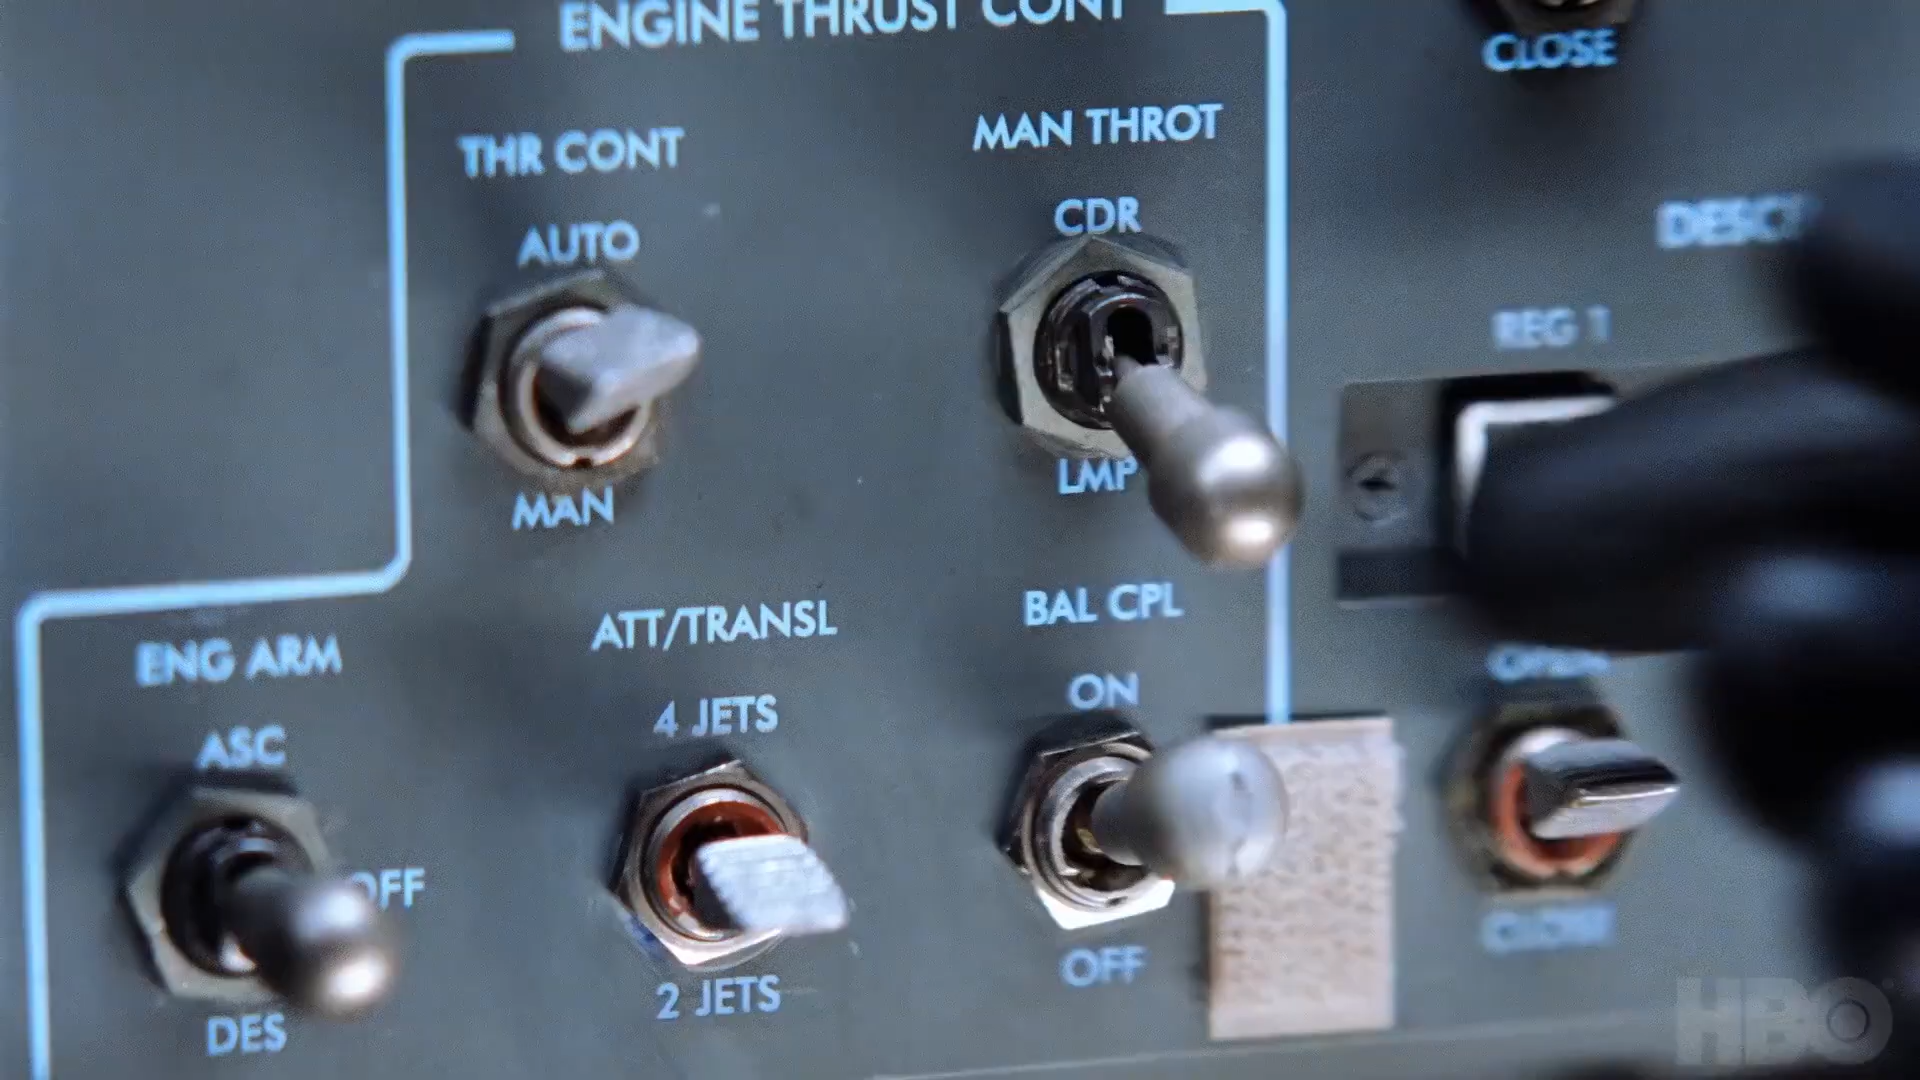 ENGINE THRUST CONT
CLOSE
THR CONT
MAN THROT
AUTO
CDR
REG 1
MAN
LMP
ENG ARM
ATT/TRANSL
BAL CPL
ASC
4 JETS
ON
OFF
DES
2 JETS
OFF
CLOSE
HBO